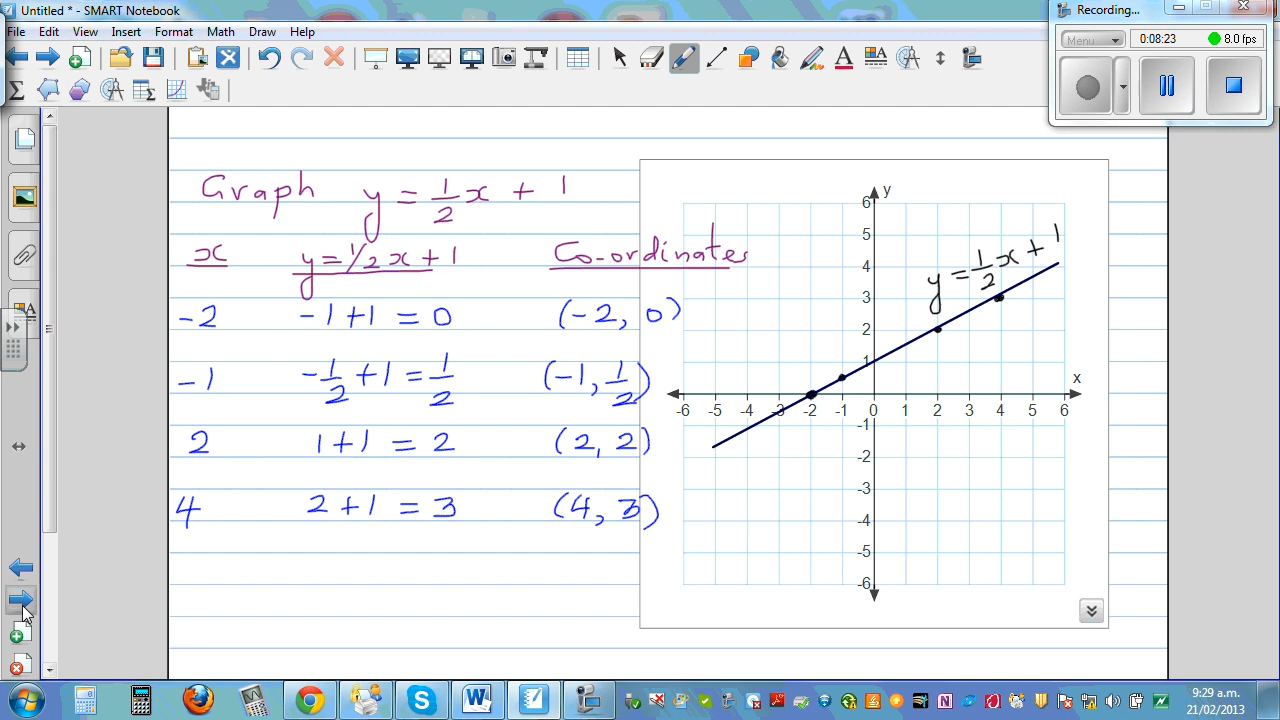 Untitled * - SMART Notebook
File Edit View Insert Format Math Draw Help
Recording...
Menu
0:08:23
8.0 fps
Graph y = 1/2 x + 1
x y = 1/2 x + 1 Co-ordinates
-2 -1+1 = 0 (-2, 0)
-1 -1/2 +1 = 1/2 (-1, 1/2)
2 1+1 = 2 (2, 2)
4 2+1 = 3 (4, 3)
y
6
5
4
3
2
1
y = 1/2 x + 1
x
-6 -5 -4 -3 -2 -1 0 1 2 3 4 5 6
-1
-2
-3
-4
-5
-6
9:29 a.m.
21/02/2013